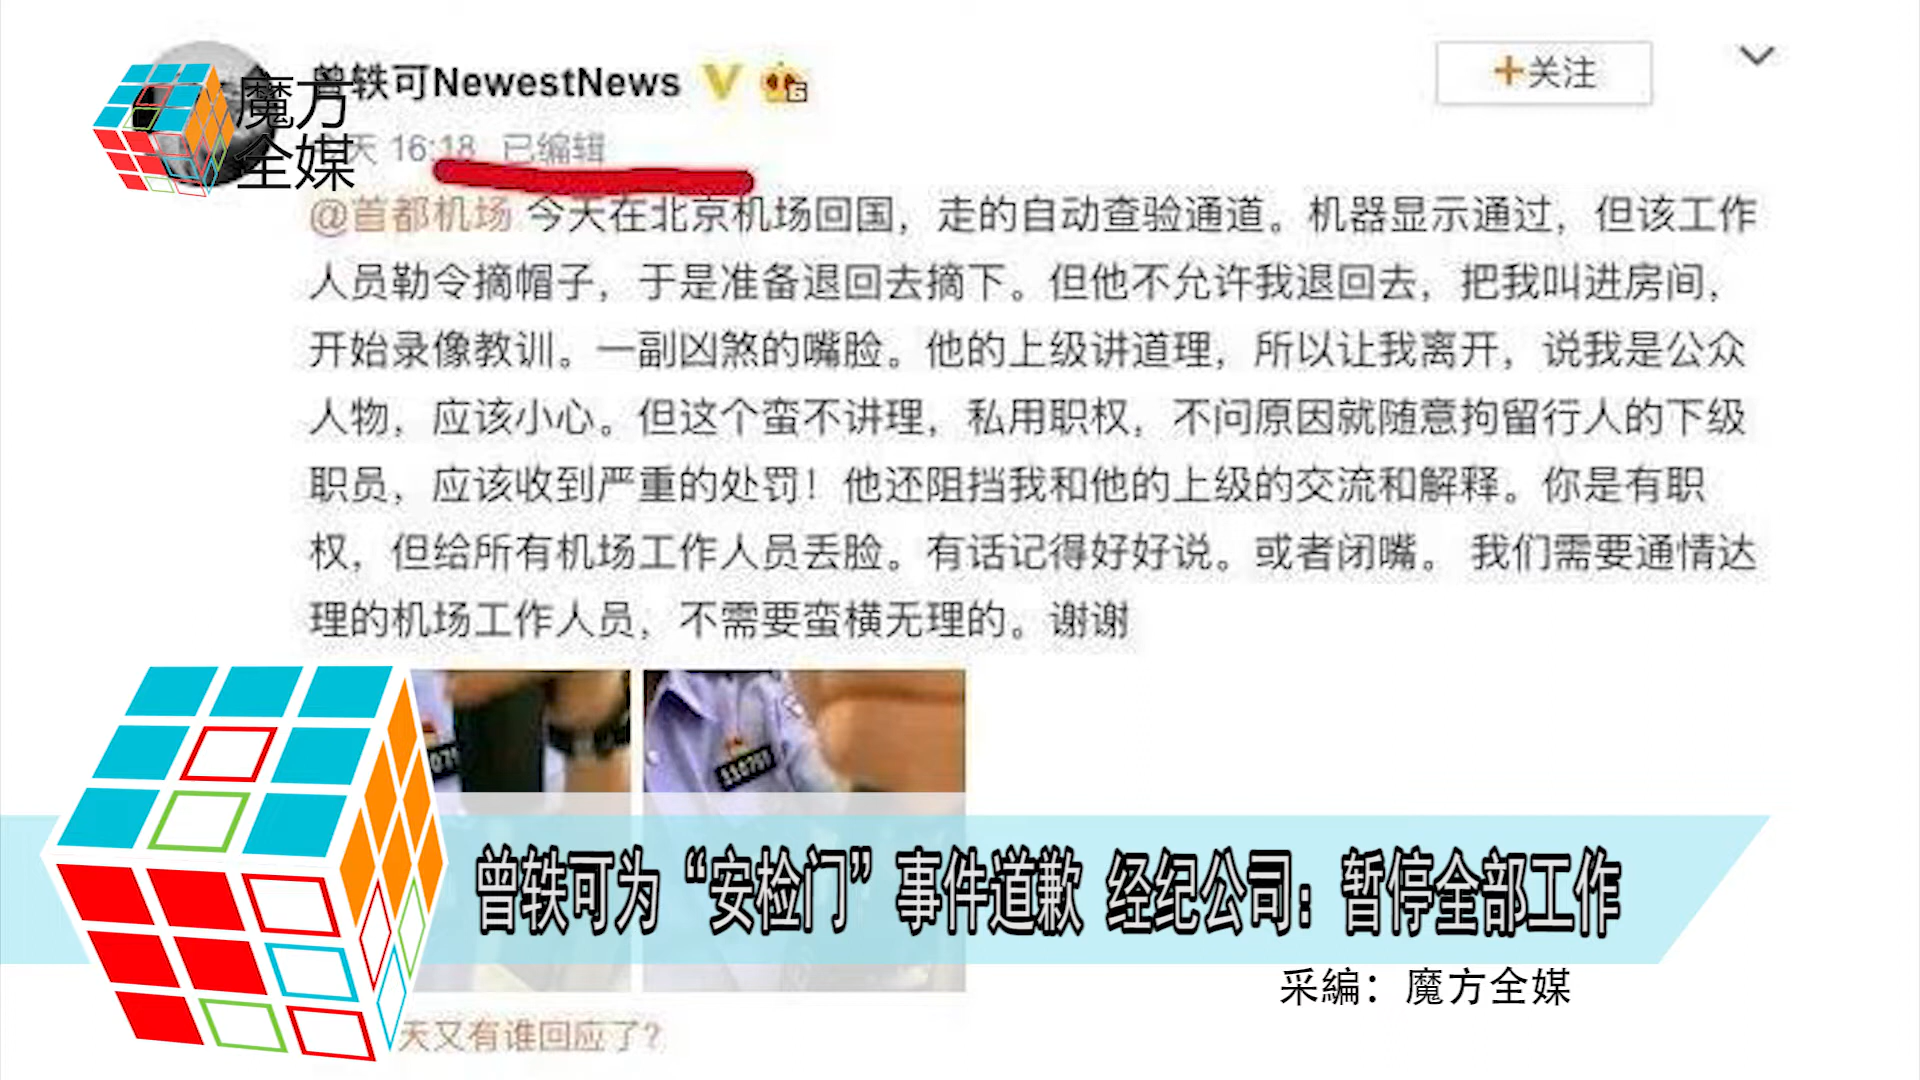 曾轶可NewestNews
+关注
魔方
全媒
天 16:18 已编辑
@首都机场 今天在北京机场回国，走的自动查验通道。机器显示通过，但该工作
人员勒令摘帽子，于是准备退回去摘下。但他不允许我退回去，把我叫进房间，
开始录像教训。一副凶煞的嘴脸。他的上级讲道理，所以让我离开，说我是公众
人物，应该小心。但这个蛮不讲理，私用职权，不问原因就随意拘留行人的下级
职员，应该收到严重的处罚！他还阻挡我和他的上级的交流和解释。你是有职
权，但给所有机场工作人员丢脸。有话记得好好说。或者闭嘴。 我们需要通情达
理的机场工作人员，不需要蛮横无理的。谢谢
曾轶可为“安检门”事件道歉 经纪公司：暂停全部工作
采編：魔方全媒
天又有谁回应了?